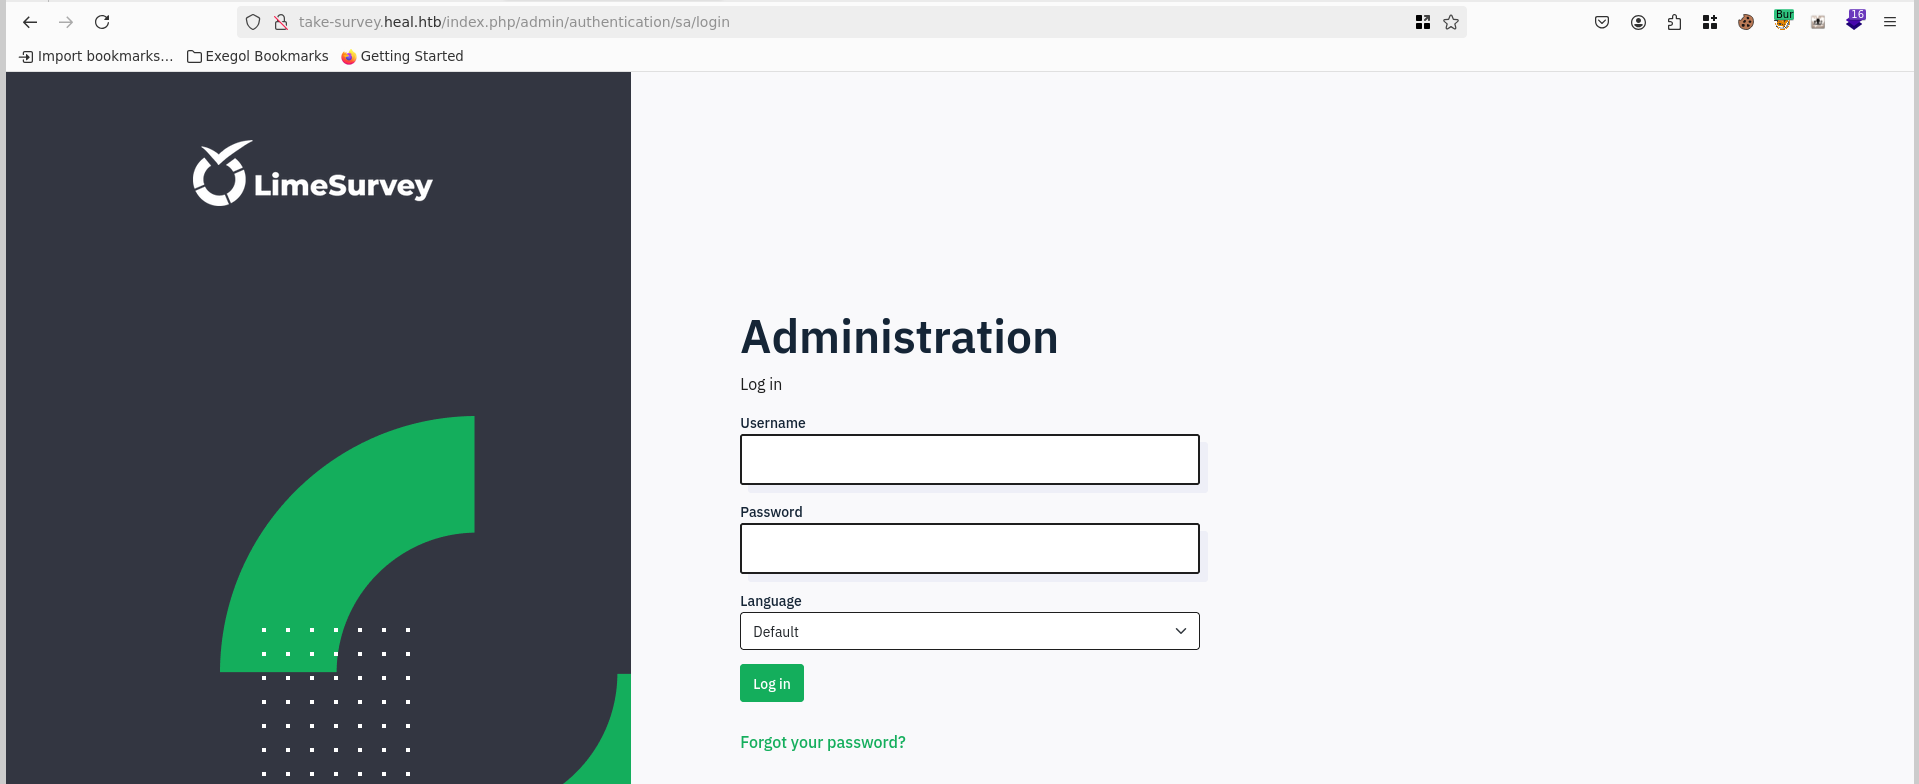 take-survey.heal.htb/index.php/admin/authentication/sa/login
Bur
16
Import bookmarks...
Exegol Bookmarks
Getting Started
LimeSurvey
Administration
Log in
Username
Password
Language
Default
Log in
Forgot your password?